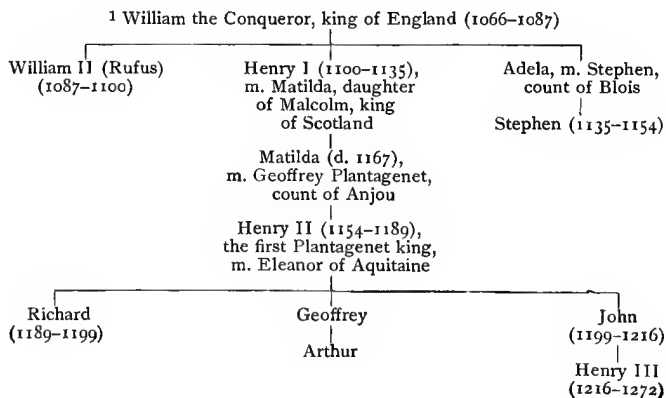 1 William the Conqueror, king of England (1066–1087)
William II (Rufus)
(1087–1100)
Henry I (1100–1135),
m. Matilda, daughter
of Malcolm, king
of Scotland
Adela, m. Stephen,
count of Blois
Stephen (1135–1154)
Matilda (d. 1167),
m. Geoffrey Plantagenet,
count of Anjou
Henry II (1154–1189),
the first Plantagenet king,
m. Eleanor of Aquitaine
Richard
(1189–1199)
Geoffrey
Arthur
John
(1199–1216)
Henry III
(1216–1272)